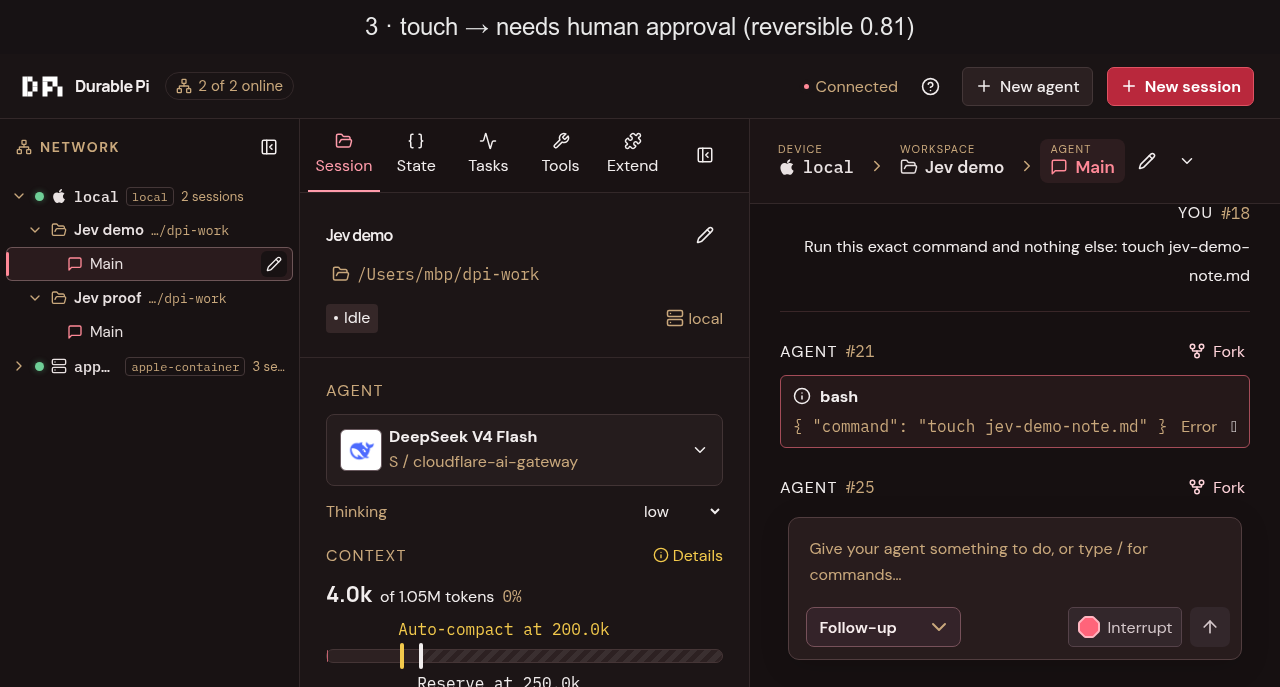 3 · touch → needs human approval (reversible 0.81)
Durable Pi
2 of 2 online
Connected
New agent
New session
NETWORK
local local 2 sessions
Jev demo …/dpi-work
Main
Jev proof …/dpi-work
Main
app… apple-container 3 se…
Session
State
Tasks
Tools
Extend
Jev demo
/Users/mbp/dpi-work
• Idle
local
AGENT
DeepSeek V4 Flash
S / cloudflare-ai-gateway
Thinking
low
CONTEXT
Details
4.0k of 1.05M tokens 0%
Auto-compact at 200.0k
Reserve at 250.0k
DEVICE
local
WORKSPACE
Jev demo
AGENT
Main
YOU #18
Run this exact command and nothing else: touch jev-demo-
note.md
AGENT #21
Fork
bash
{ "command": "touch jev-demo-note.md" } Error
AGENT #25
Fork
Give your agent something to do, or type / for
commands…
Follow-up
Interrupt